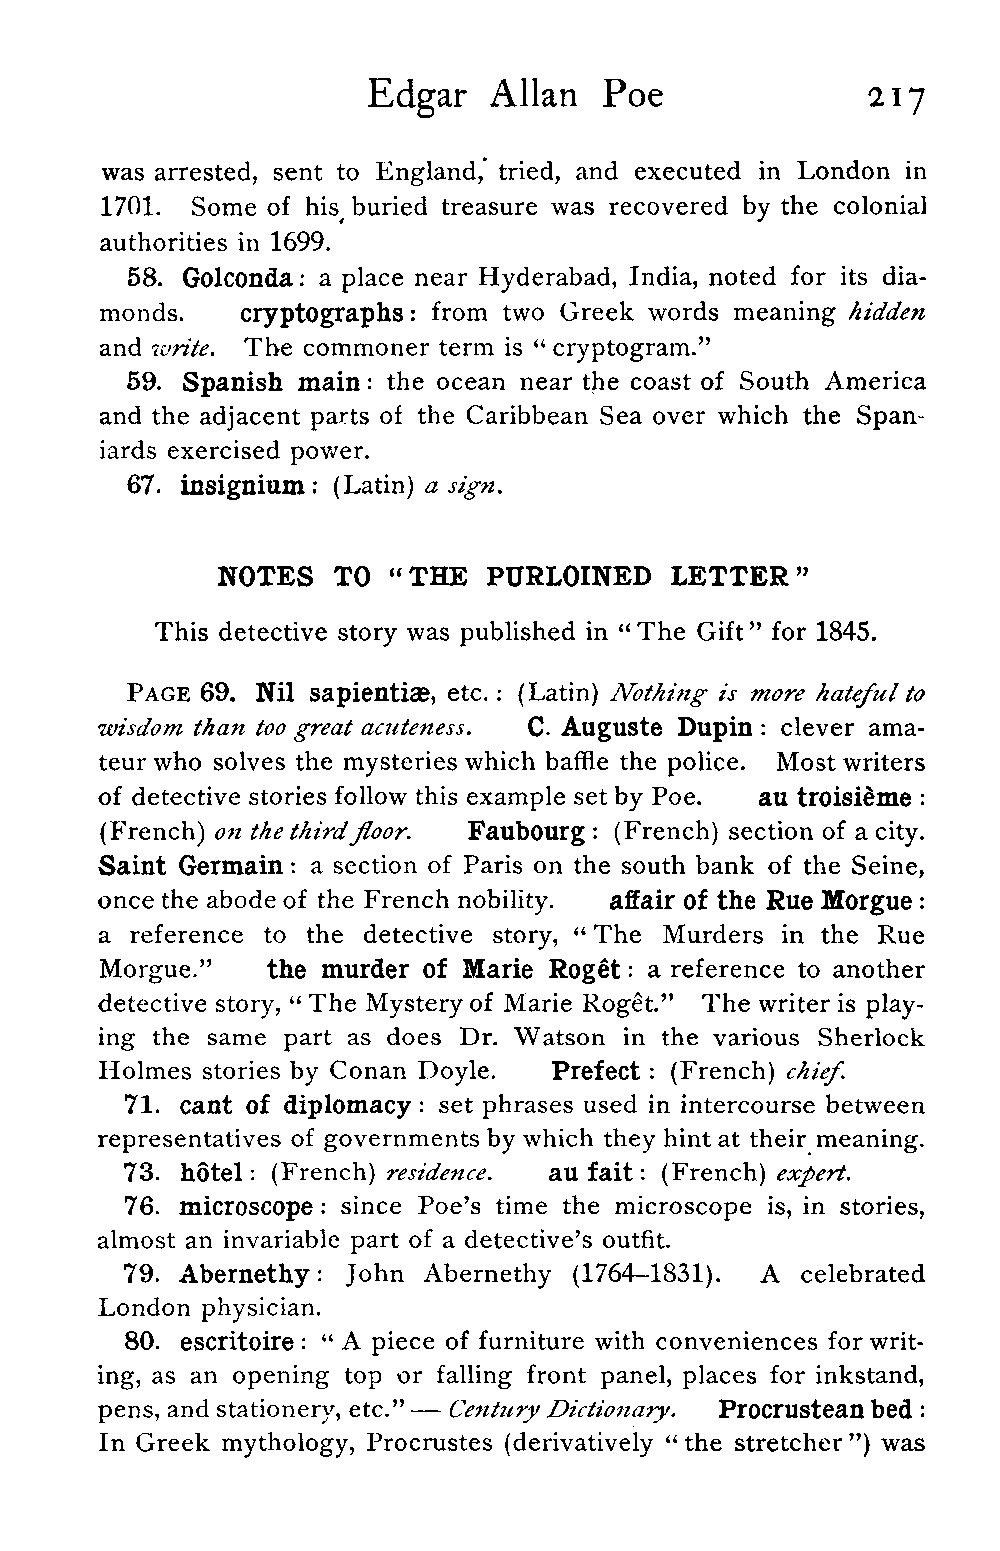 Edgar Allan Poe 217
was arrested, sent to England, tried, and executed in London in
1701. Some of his buried treasure was recovered by the colonial
authorities in 1699.
58. Golconda: a place near Hyderabad, India, noted for its dia-
monds. cryptographs: from two Greek words meaning hidden
and write. The commoner term is “cryptogram.”
59. Spanish main: the ocean near the coast of South America
and the adjacent parts of the Caribbean Sea over which the Span-
iards exercised power.
67. insignium: (Latin) a sign.
NOTES TO “THE PURLOINED LETTER”
This detective story was published in “The Gift” for 1845.
PAGE 69. Nil sapientiæ, etc.: (Latin) Nothing is more hateful to
wisdom than too great acuteness. C. Auguste Dupin: clever ama-
teur who solves the mysteries which baffle the police. Most writers
of detective stories follow this example set by Poe. au troisième:
(French) on the third floor. Faubourg: (French) section of a city.
Saint Germain: a section of Paris on the south bank of the Seine,
once the abode of the French nobility. affair of the Rue Morgue:
a reference to the detective story, “The Murders in the Rue
Morgue.” the murder of Marie Rogêt: a reference to another
detective story, “The Mystery of Marie Rogêt.” The writer is play-
ing the same part as does Dr. Watson in the various Sherlock
Holmes stories by Conan Doyle. Prefect: (French) chief.
71. cant of diplomacy: set phrases used in intercourse between
representatives of governments by which they hint at their meaning.
73. hôtel: (French) residence. au fait: (French) expert.
76. microscope: since Poe’s time the microscope is, in stories,
almost an invariable part of a detective’s outfit.
79. Abernethy: John Abernethy (1764–1831). A celebrated
London physician.
80. escritoire: “A piece of furniture with conveniences for writ-
ing, as an opening top or falling front panel, places for inkstand,
pens, and stationery, etc.” — Century Dictionary. Procrustean bed:
In Greek mythology, Procrustes (derivatively “the stretcher”) was